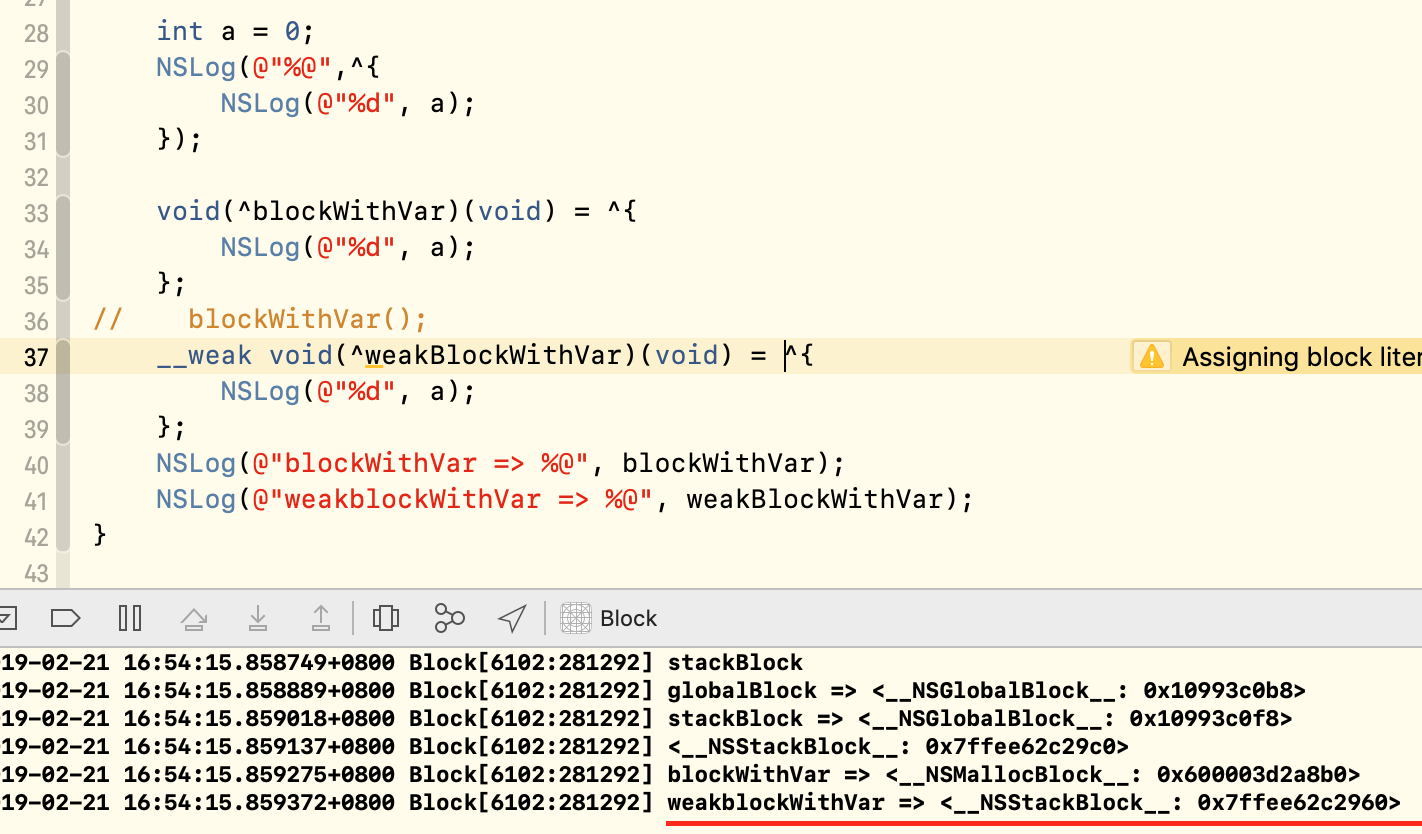 28 int a = 0;
29 NSLog(@"%@",^{
30 NSLog(@"%d", a);
31 });
32
33 void(^blockWithVar)(void) = ^{
34 NSLog(@"%d", a);
35 };
36 // blockWithVar();
37 __weak void(^weakBlockWithVar)(void) = ^{ Assigning block liter
38 NSLog(@"%d", a);
39 };
40 NSLog(@"blockWithVar => %@", blockWithVar);
41 NSLog(@"weakblockWithVar => %@", weakBlockWithVar);
42 }
43
Block
19-02-21 16:54:15.858749+0800 Block[6102:281292] stackBlock
19-02-21 16:54:15.858889+0800 Block[6102:281292] globalBlock => <__NSGlobalBlock__: 0x10993c0b8>
19-02-21 16:54:15.859018+0800 Block[6102:281292] stackBlock => <__NSGlobalBlock__: 0x10993c0f8>
19-02-21 16:54:15.859137+0800 Block[6102:281292] <__NSStackBlock__: 0x7ffee62c29c0>
19-02-21 16:54:15.859275+0800 Block[6102:281292] blockWithVar => <__NSMallocBlock__: 0x600003d2a8b0>
19-02-21 16:54:15.859372+0800 Block[6102:281292] weakblockWithVar => <__NSStackBlock__: 0x7ffee62c2960>